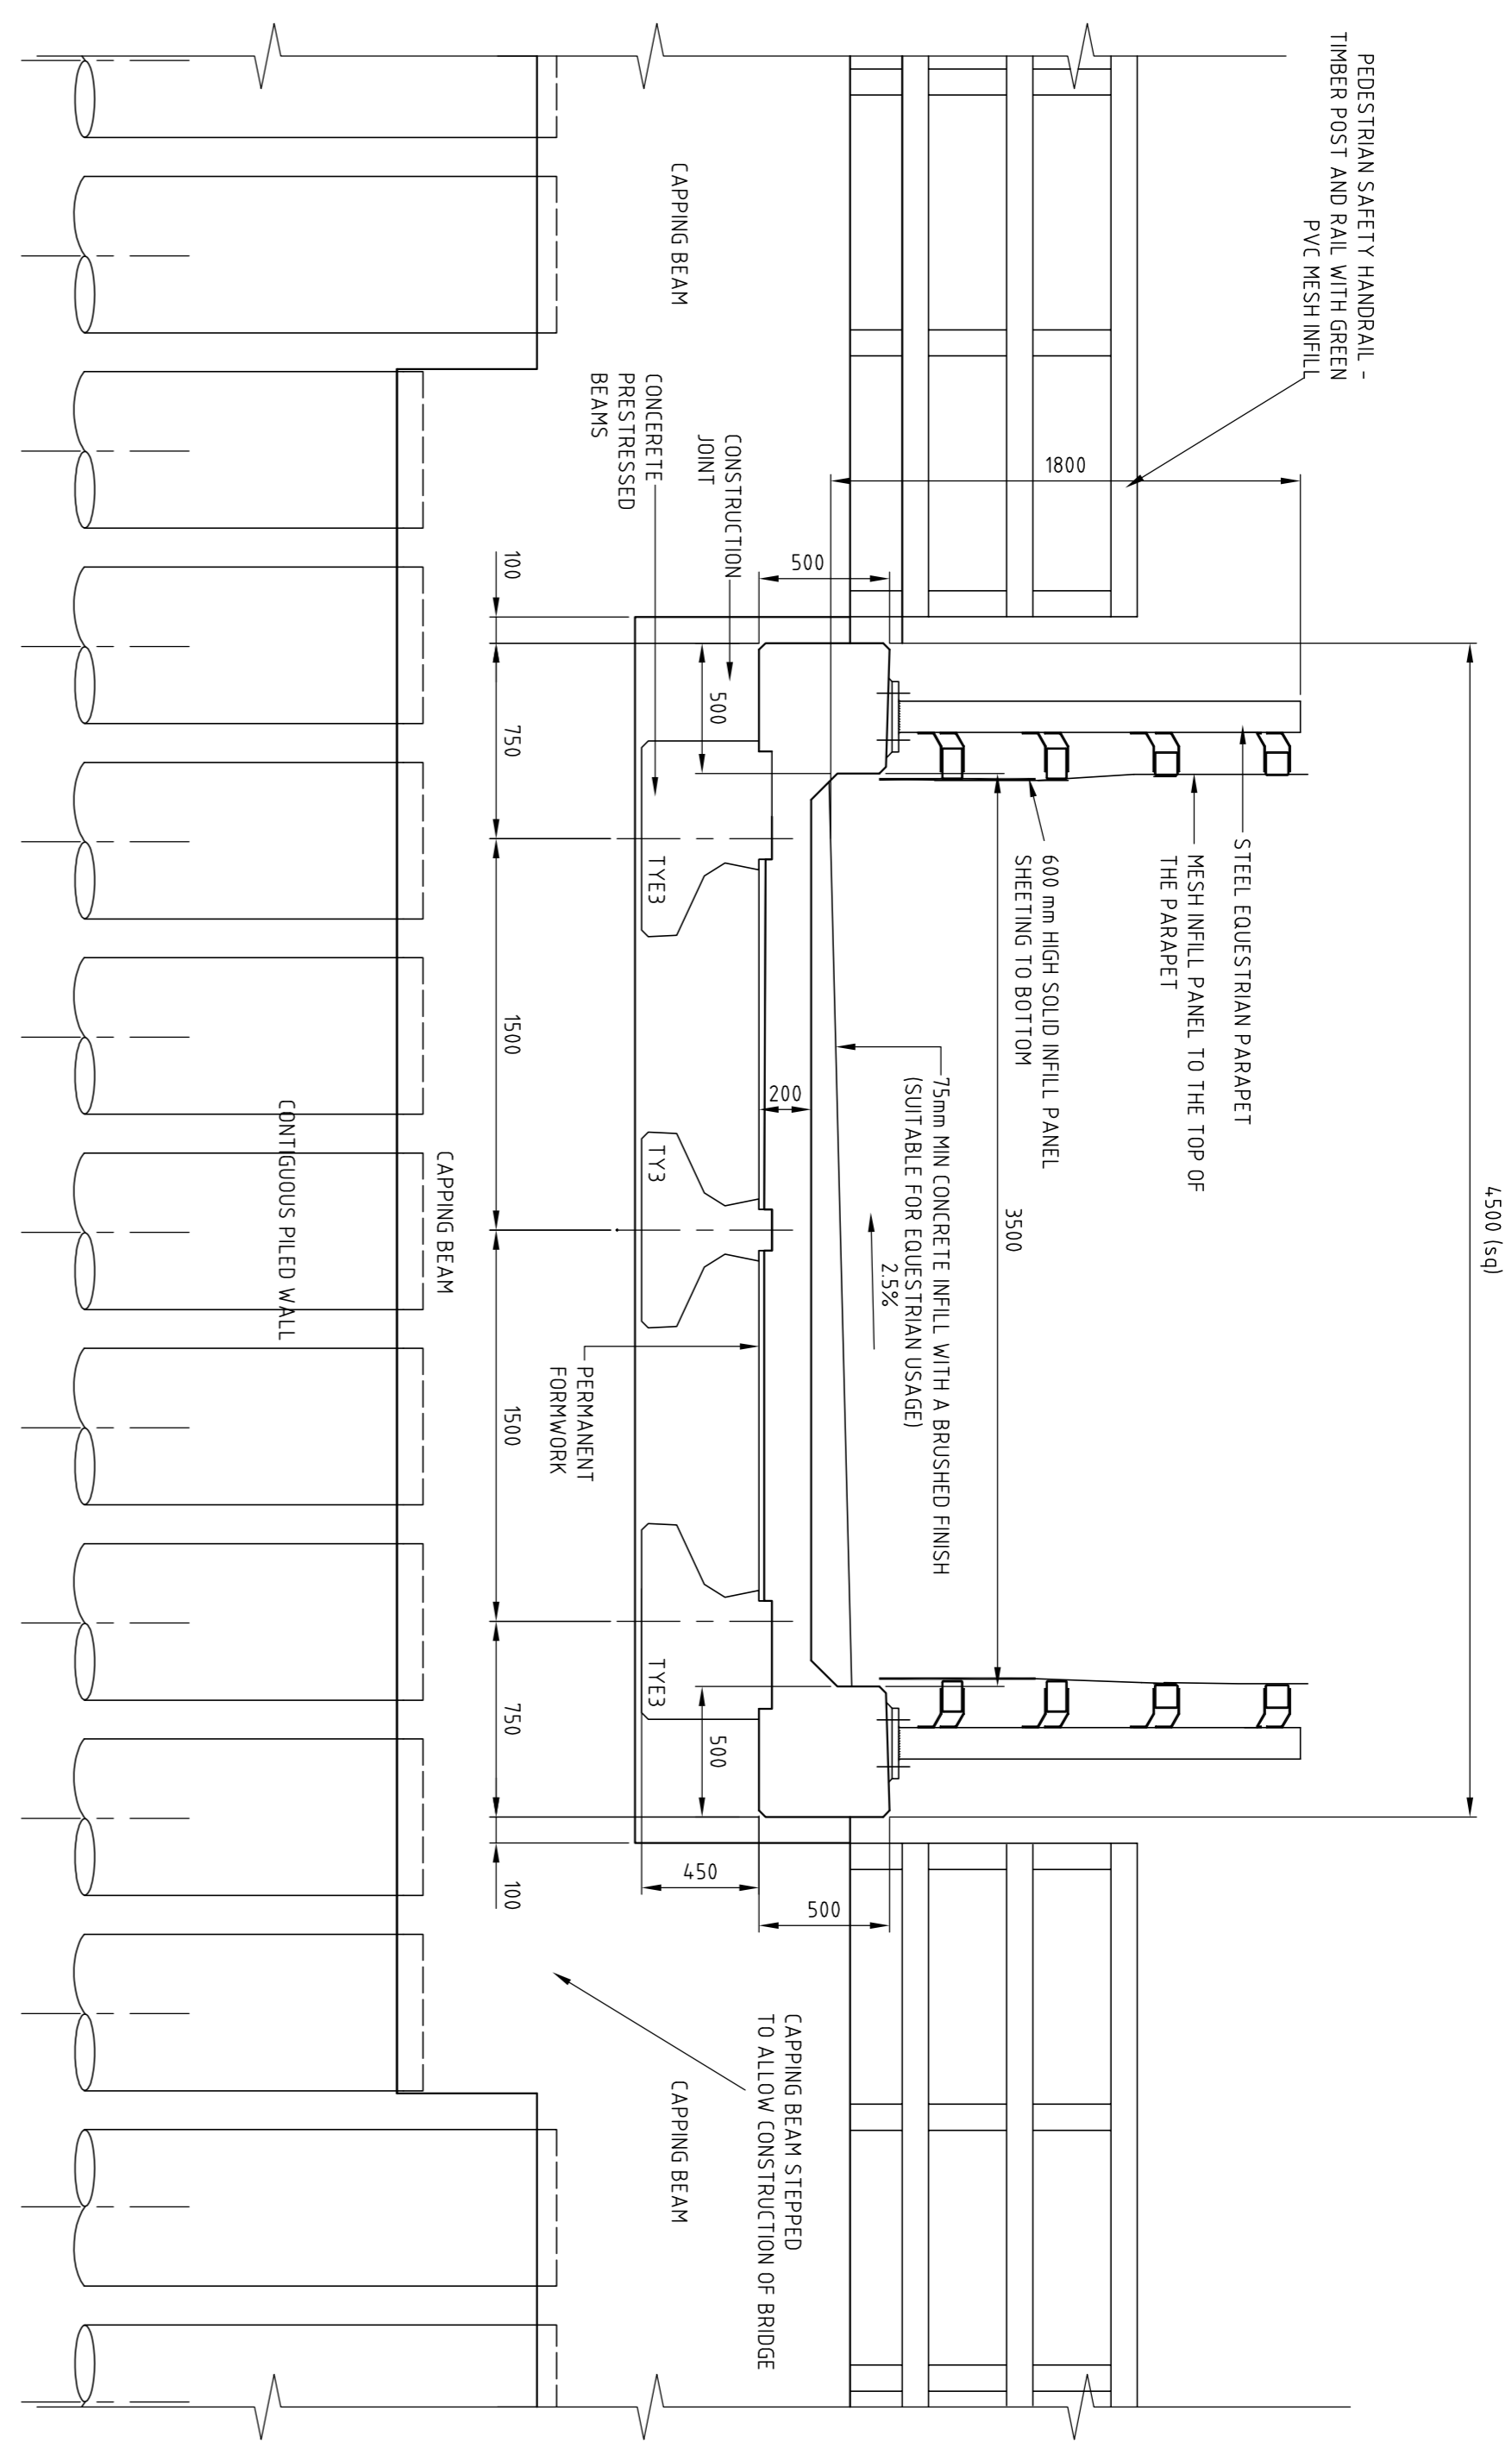 PEDESTRIAN SAFETY HANDRAIL -
TIMBER POST AND RAIL WITH GREEN
PVC MESH INFILL
4500 (sq)
1800
STEEL EQUESTRIAN PARAPET
MESH INFILL PANEL TO THE TOP OF
THE PARAPET
600 mm HIGH SOLID INFILL PANEL
SHEETING TO BOTTOM
3500
75mm MIN CONCRETE INFILL WITH A BRUSHED FINISH
(SUITABLE FOR EQUESTRIAN USAGE)
2.5%
500
500
200
500
500
450
CONSTRUCTION
JOINT
CONCERETE
PRESTRESSED
BEAMS
TYE3
TY3
TYE3
PERMANENT
FORMWORK
100
750
1500
1500
750
100
CAPPING BEAM
CAPPING BEAM
CAPPING BEAM
CAPPING BEAM STEPPED
TO ALLOW CONSTRUCTION OF BRIDGE
CONTIGUOUS PILED WALL